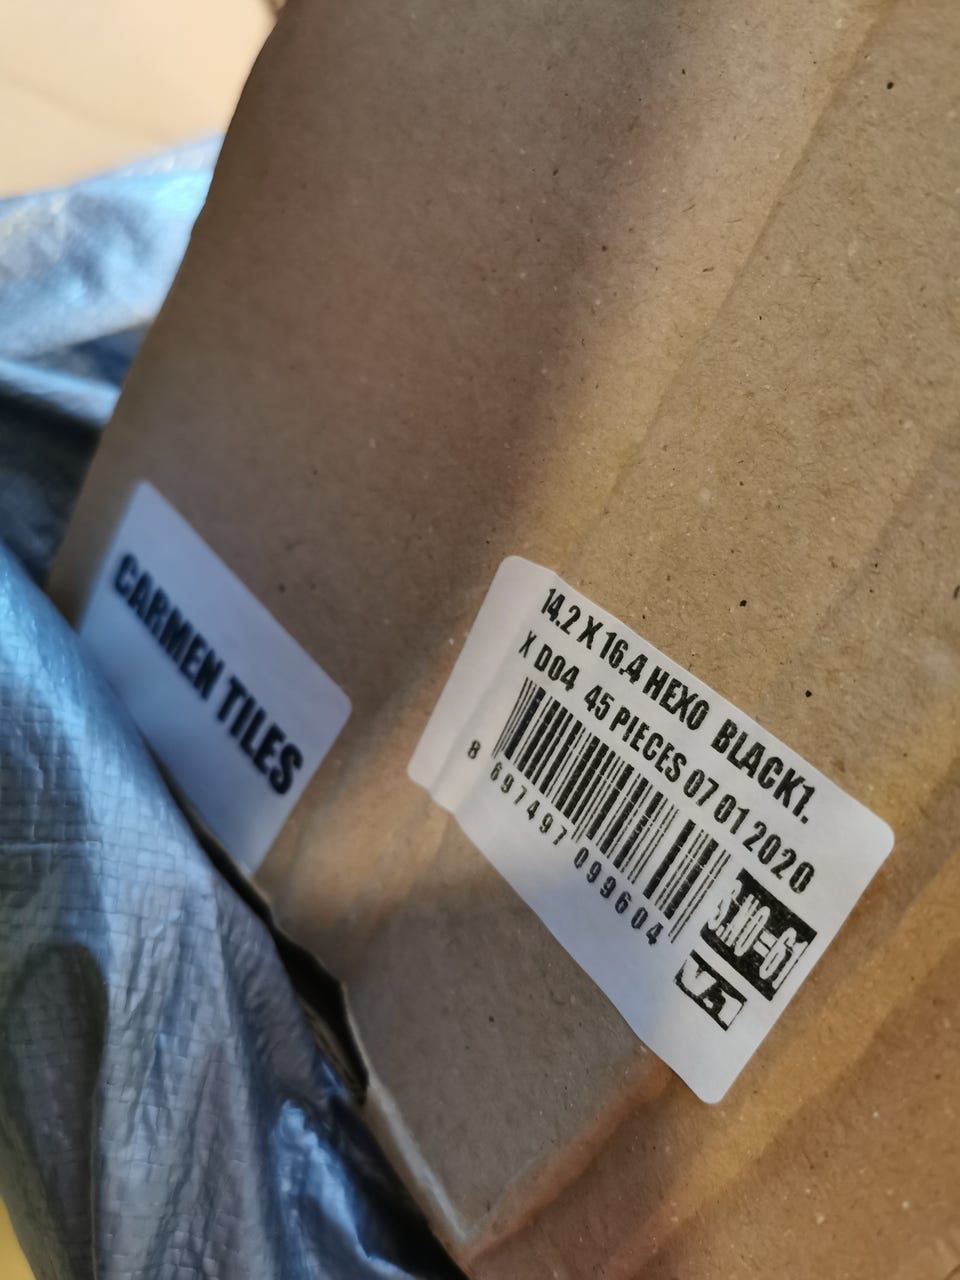 CARMEN TILES
14.2 X 16.4 HEXO BLACK1.
X D04 45 PIECES 07 01 2020
8 697497 099604
S.NO=61
V.1